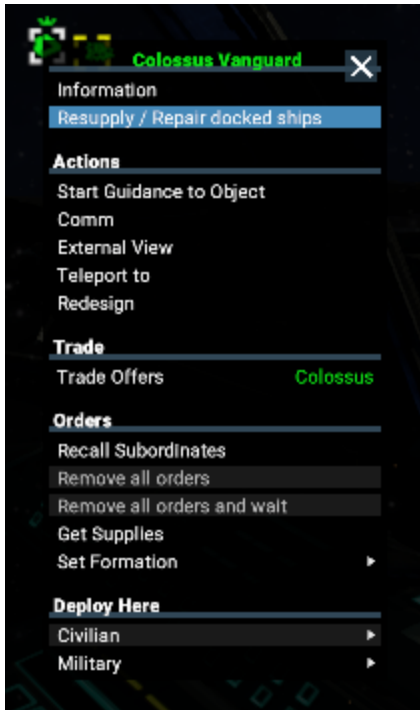 Colossus Vanguard
Information
Resupply / Repair docked ships
Actions
Start Guidance to Object
Comm
External View
Teleport to
Redesign
Trade
Trade Offers Colossus
Orders
Recall Subordinates
Remove all orders
Remove all orders and wait
Get Supplies
Set Formation
Deploy Here
Civilian
Military